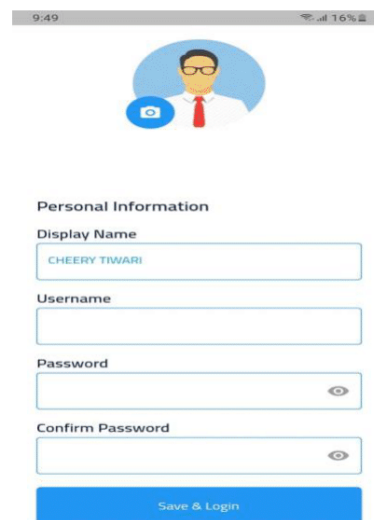 9:49 16%
Personal Information
Display Name
CHEERY TIWARI
Username
Password
Confirm Password
Save & Login